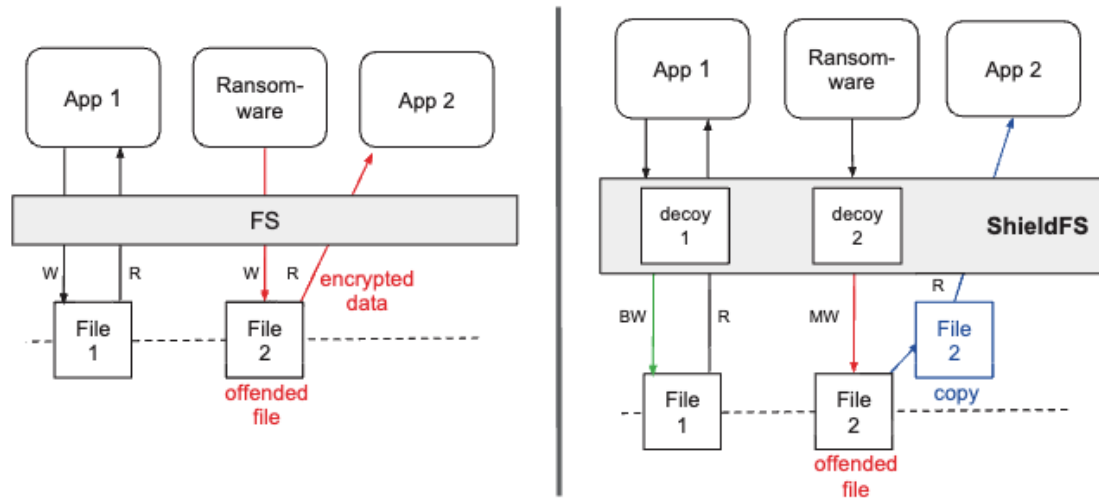 App 1
Ransom-
ware
App 2
FS
W
R
W
R
encrypted
data
File
1
File
2
offended
file
App 1
Ransom-
ware
App 2
decoy
1
decoy
2
ShieldFS
BW
R
MW
R
File
2
copy
File
1
File
2
offended
file